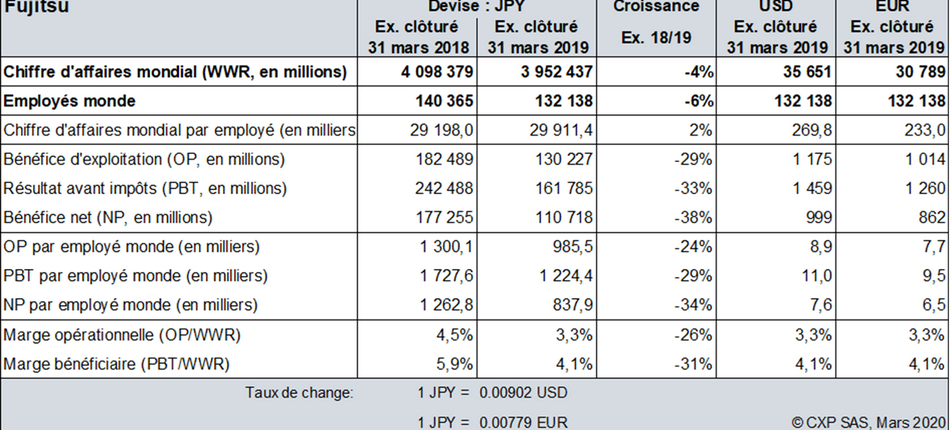 Fujitsu Devise : JPY Croissance USD EUR
Ex. clôturé Ex. clôturé Ex. 18/19 Ex. clôturé Ex. clôturé
31 mars 2018 31 mars 2019 31 mars 2019 31 mars 2019
Chiffre d'affaires mondial (WWR, en millions) 4 098 379 3 952 437 -4% 35 651 30 789
Employés monde 140 365 132 138 -6% 132 138 132 138
Chiffre d'affaires mondial par employé (en milliers 29 198,0 29 911,4 2% 269,8 233,0
Bénéfice d'exploitation (OP, en millions) 182 489 130 227 -29% 1 175 1 014
Résultat avant impôts (PBT, en millions) 242 488 161 785 -33% 1 459 1 260
Bénéfice net (NP, en millions) 177 255 110 718 -38% 999 862
OP par employé monde (en milliers) 1 300,1 985,5 -24% 8,9 7,7
PBT par employé monde (en milliers) 1 727,6 1 224,4 -29% 11,0 9,5
NP par employé monde (en milliers) 1 262,8 837,9 -34% 7,6 6,5
Marge opérationnelle (OP/WWR) 4,5% 3,3% -26% 3,3% 3,3%
Marge bénéficiaire (PBT/WWR) 5,9% 4,1% -31% 4,1% 4,1%
Taux de change: 1 JPY = 0.00902 USD
1 JPY = 0.00779 EUR © CXP SAS, Mars 2020